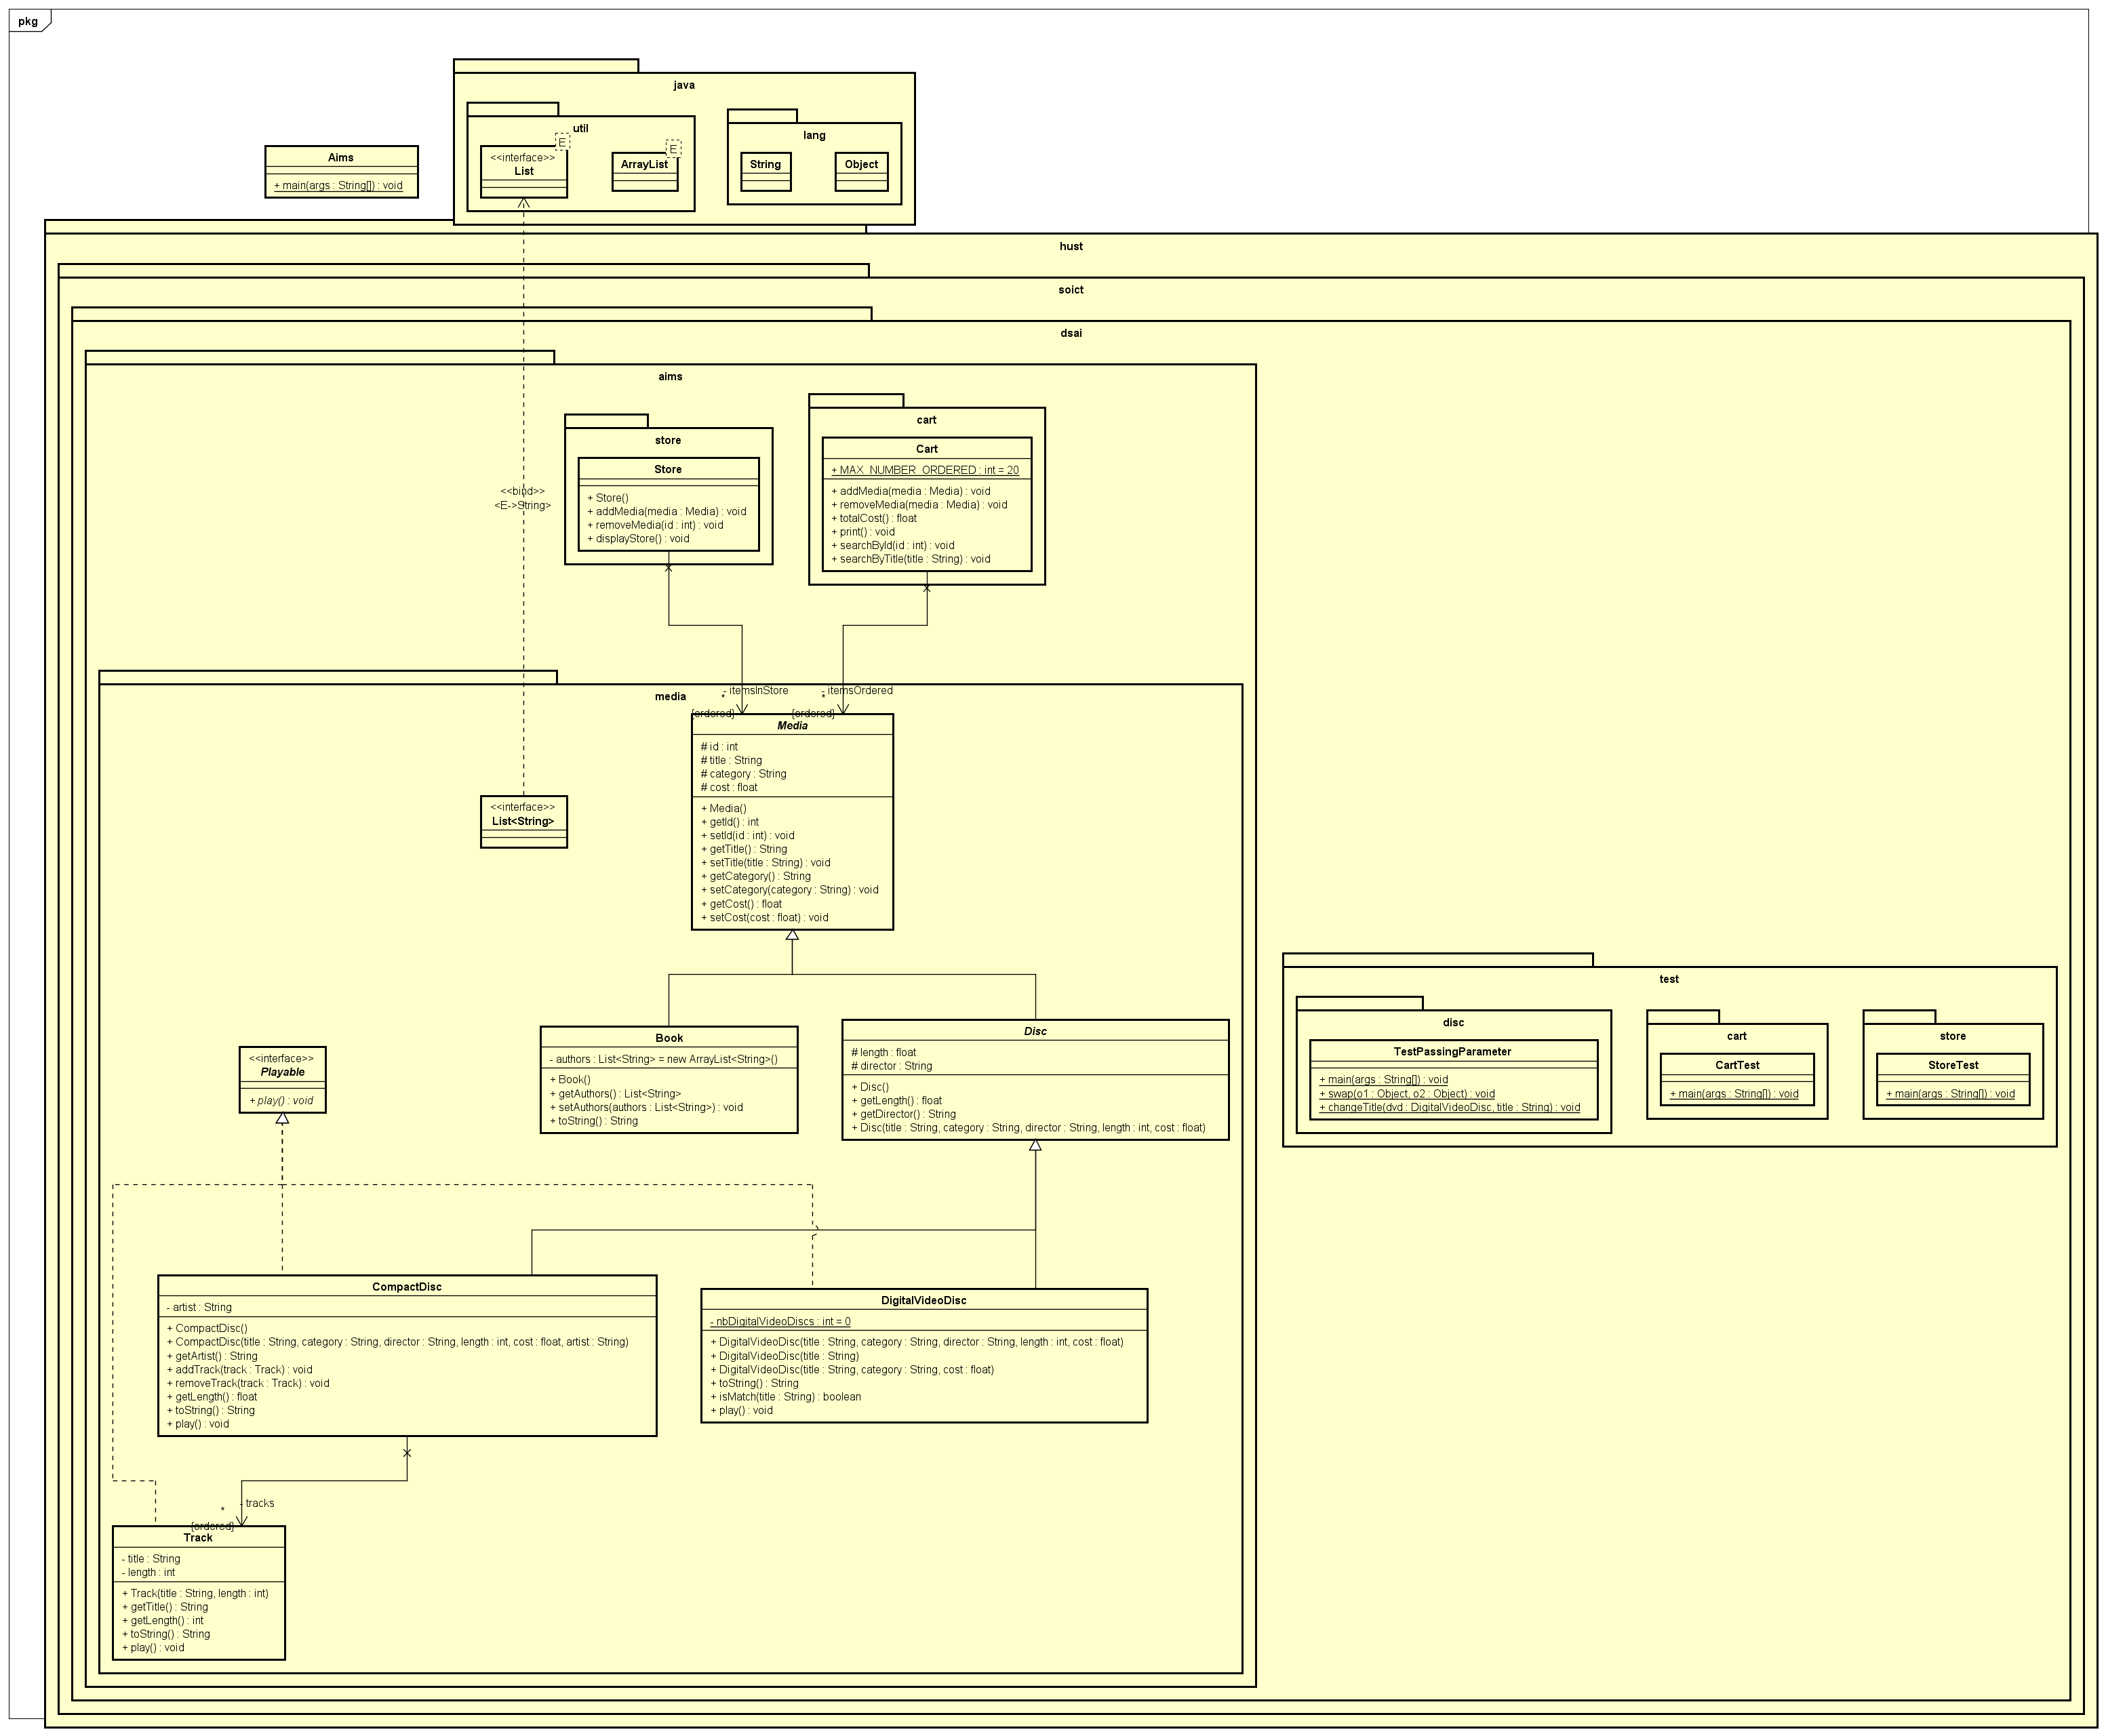 pkg
java
util
E
<<interface>>
List
E
ArrayList
lang
String
Object
Aims
+ main(args : String[]) : void
hust
soict
dsai
aims
store
Store
+ Store()
+ addMedia(media : Media) : void
+ removeMedia(id : int) : void
+ displayStore() : void
cart
Cart
+ MAX_NUMBER_ORDERED : int = 20
+ addMedia(media : Media) : void
+ removeMedia(media : Media) : void
+ totalCost() : float
+ print() : void
+ searchById(id : int) : void
+ searchByTitle(title : String) : void
<<bind>>
<E->String>
media
- itemsInStore
*
{ordered}
- itemsOrdered
*
{ordered}
Media
# id : int
# title : String
# category : String
# cost : float
+ Media()
+ getId() : int
+ setId(id : int) : void
+ getTitle() : String
+ setTitle(title : String) : void
+ getCategory() : String
+ setCategory(category : String) : void
+ getCost() : float
+ setCost(cost : float) : void
<<interface>>
List<String>
<<interface>>
Playable
+ play() : void
Book
- authors : List<String> = new ArrayList<String>()
+ Book()
+ getAuthors() : List<String>
+ setAuthors(authors : List<String>) : void
+ toString() : String
Disc
# length : float
# director : String
+ Disc()
+ getLength() : float
+ getDirector() : String
+ Disc(title : String, category : String, director : String, length : int, cost : float)
test
disc
TestPassingParameter
+ main(args : String[]) : void
+ swap(o1 : Object, o2 : Object) : void
+ changeTitle(dvd : DigitalVideoDisc, title : String) : void
cart
CartTest
+ main(args : String[]) : void
store
StoreTest
+ main(args : String[]) : void
CompactDisc
- artist : String
+ CompactDisc()
+ CompactDisc(title : String, category : String, director : String, length : int, cost : float, artist : String)
+ getArtist() : String
+ addTrack(track : Track) : void
+ removeTrack(track : Track) : void
+ getLength() : float
+ toString() : String
+ play() : void
DigitalVideoDisc
- nbDigitalVideoDiscs : int = 0
+ DigitalVideoDisc(title : String, category : String, director : String, length : int, cost : float)
+ DigitalVideoDisc(title : String)
+ DigitalVideoDisc(title : String, category : String, cost : float)
+ toString() : String
+ isMatch(title : String) : boolean
+ play() : void
- tracks
*
{ordered}
Track
- title : String
- length : int
+ Track(title : String, length : int)
+ getTitle() : String
+ getLength() : int
+ toString() : String
+ play() : void